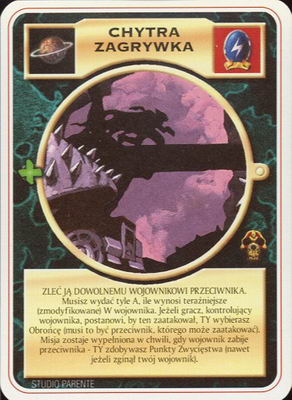 CHYTRA
ZAGRYWKA
ZLEĆ JĄ DOWOLNEMU WOJOWNIKOWI PRZECIWNIKA.
Musisz wydać tyle A, ile wynosi teraźniejsze
(zmodyfikowane) W wojownika. Jeżeli gracz, kontrolujący
wojownika, postanowi, by ten zaatakował, TY wybierasz
Obrońcę (musi to być przeciwnik, którego może zaatakować).
Misja zostaje wypełniona w chwili, gdy wojownik zabije
przeciwnika - TY zdobywasz Punkty Zwycięstwa (nawet
jeżeli zginął twój wojownik).
STUDIO PARENTE